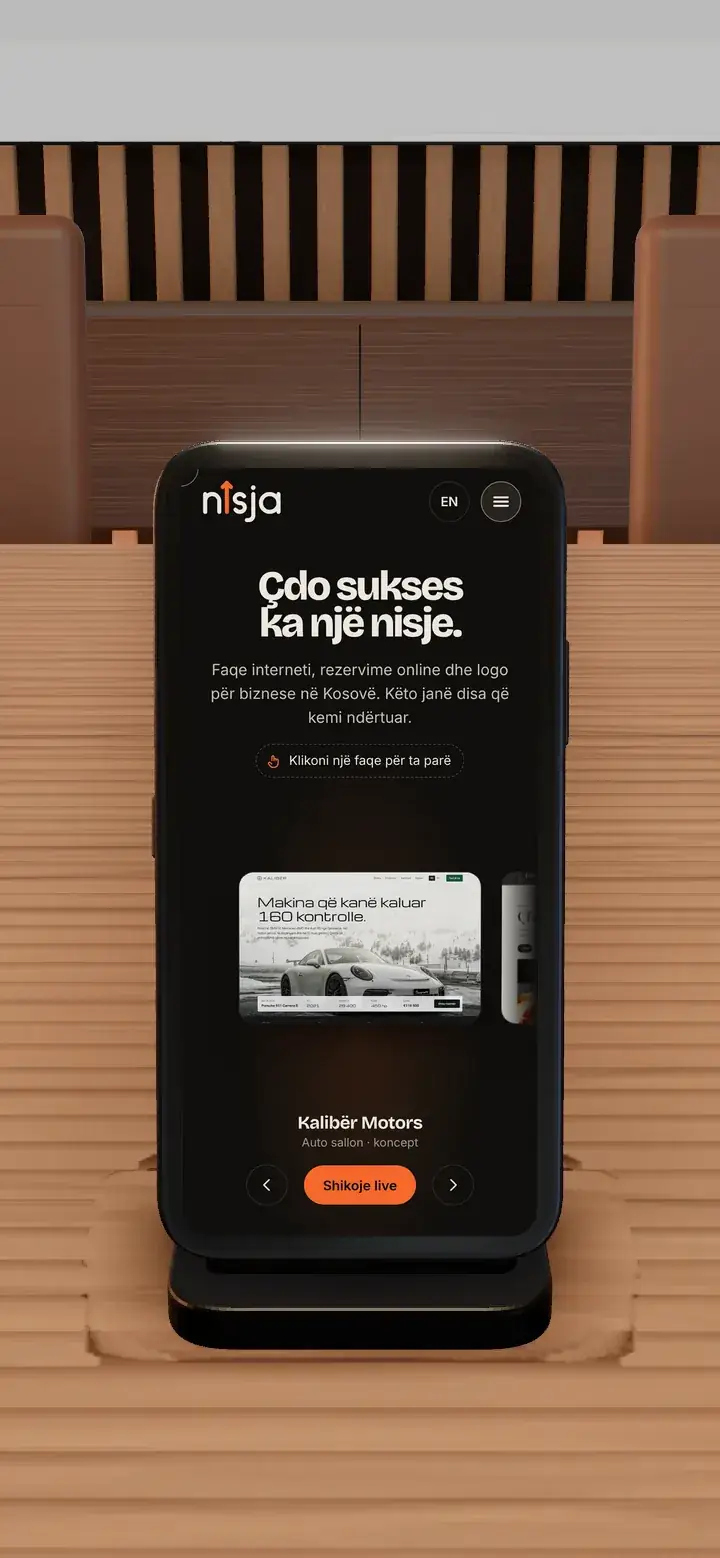 nisja
EN
Çdo sukses
ka një nisje.
Faqe interneti, rezervime online dhe logo
për biznese në Kosovë. Këto janë disa që
kemi ndërtuar.
Klikoni një faqe për ta parë
KALIBËR
Makina që kanë kaluar
160 kontrolle.
Kalibër Motors
Auto sallon · koncept
Shikoje live